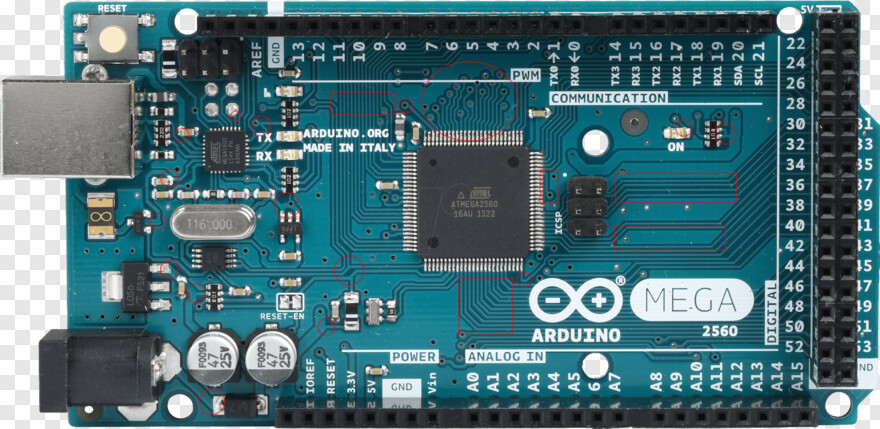 RESET
5V
AREF
GND
13
12
11
10
9
8
7
6
5
4
3
2
TX0→1
RX0←0
TX3 14
RX3 15
TX2 16
RX2 17
TX1 18
RX1 19
SDA 20
SCL 21
PWM
COMMUNICATION
L
TX
RX
ARDUINO.ORG
MADE IN ITALY
ON
22
24
26
28
30
32
34
36
38
40
42
44
46
48
50
52
31
33
35
ATMEL
ATMEGA2560
16AU 1522
ICSP
RESET-EN
ARDUINO
®
MEGA
2560
DIGITAL
47
25V
47
25V
POWER
ANALOG IN
IOREF
RESET
3.3V
5V
GND
Vin
A0
A1
A2
A3
A4
A5
A7
A8
A9
A10
A11
A12
A13
A14
A15